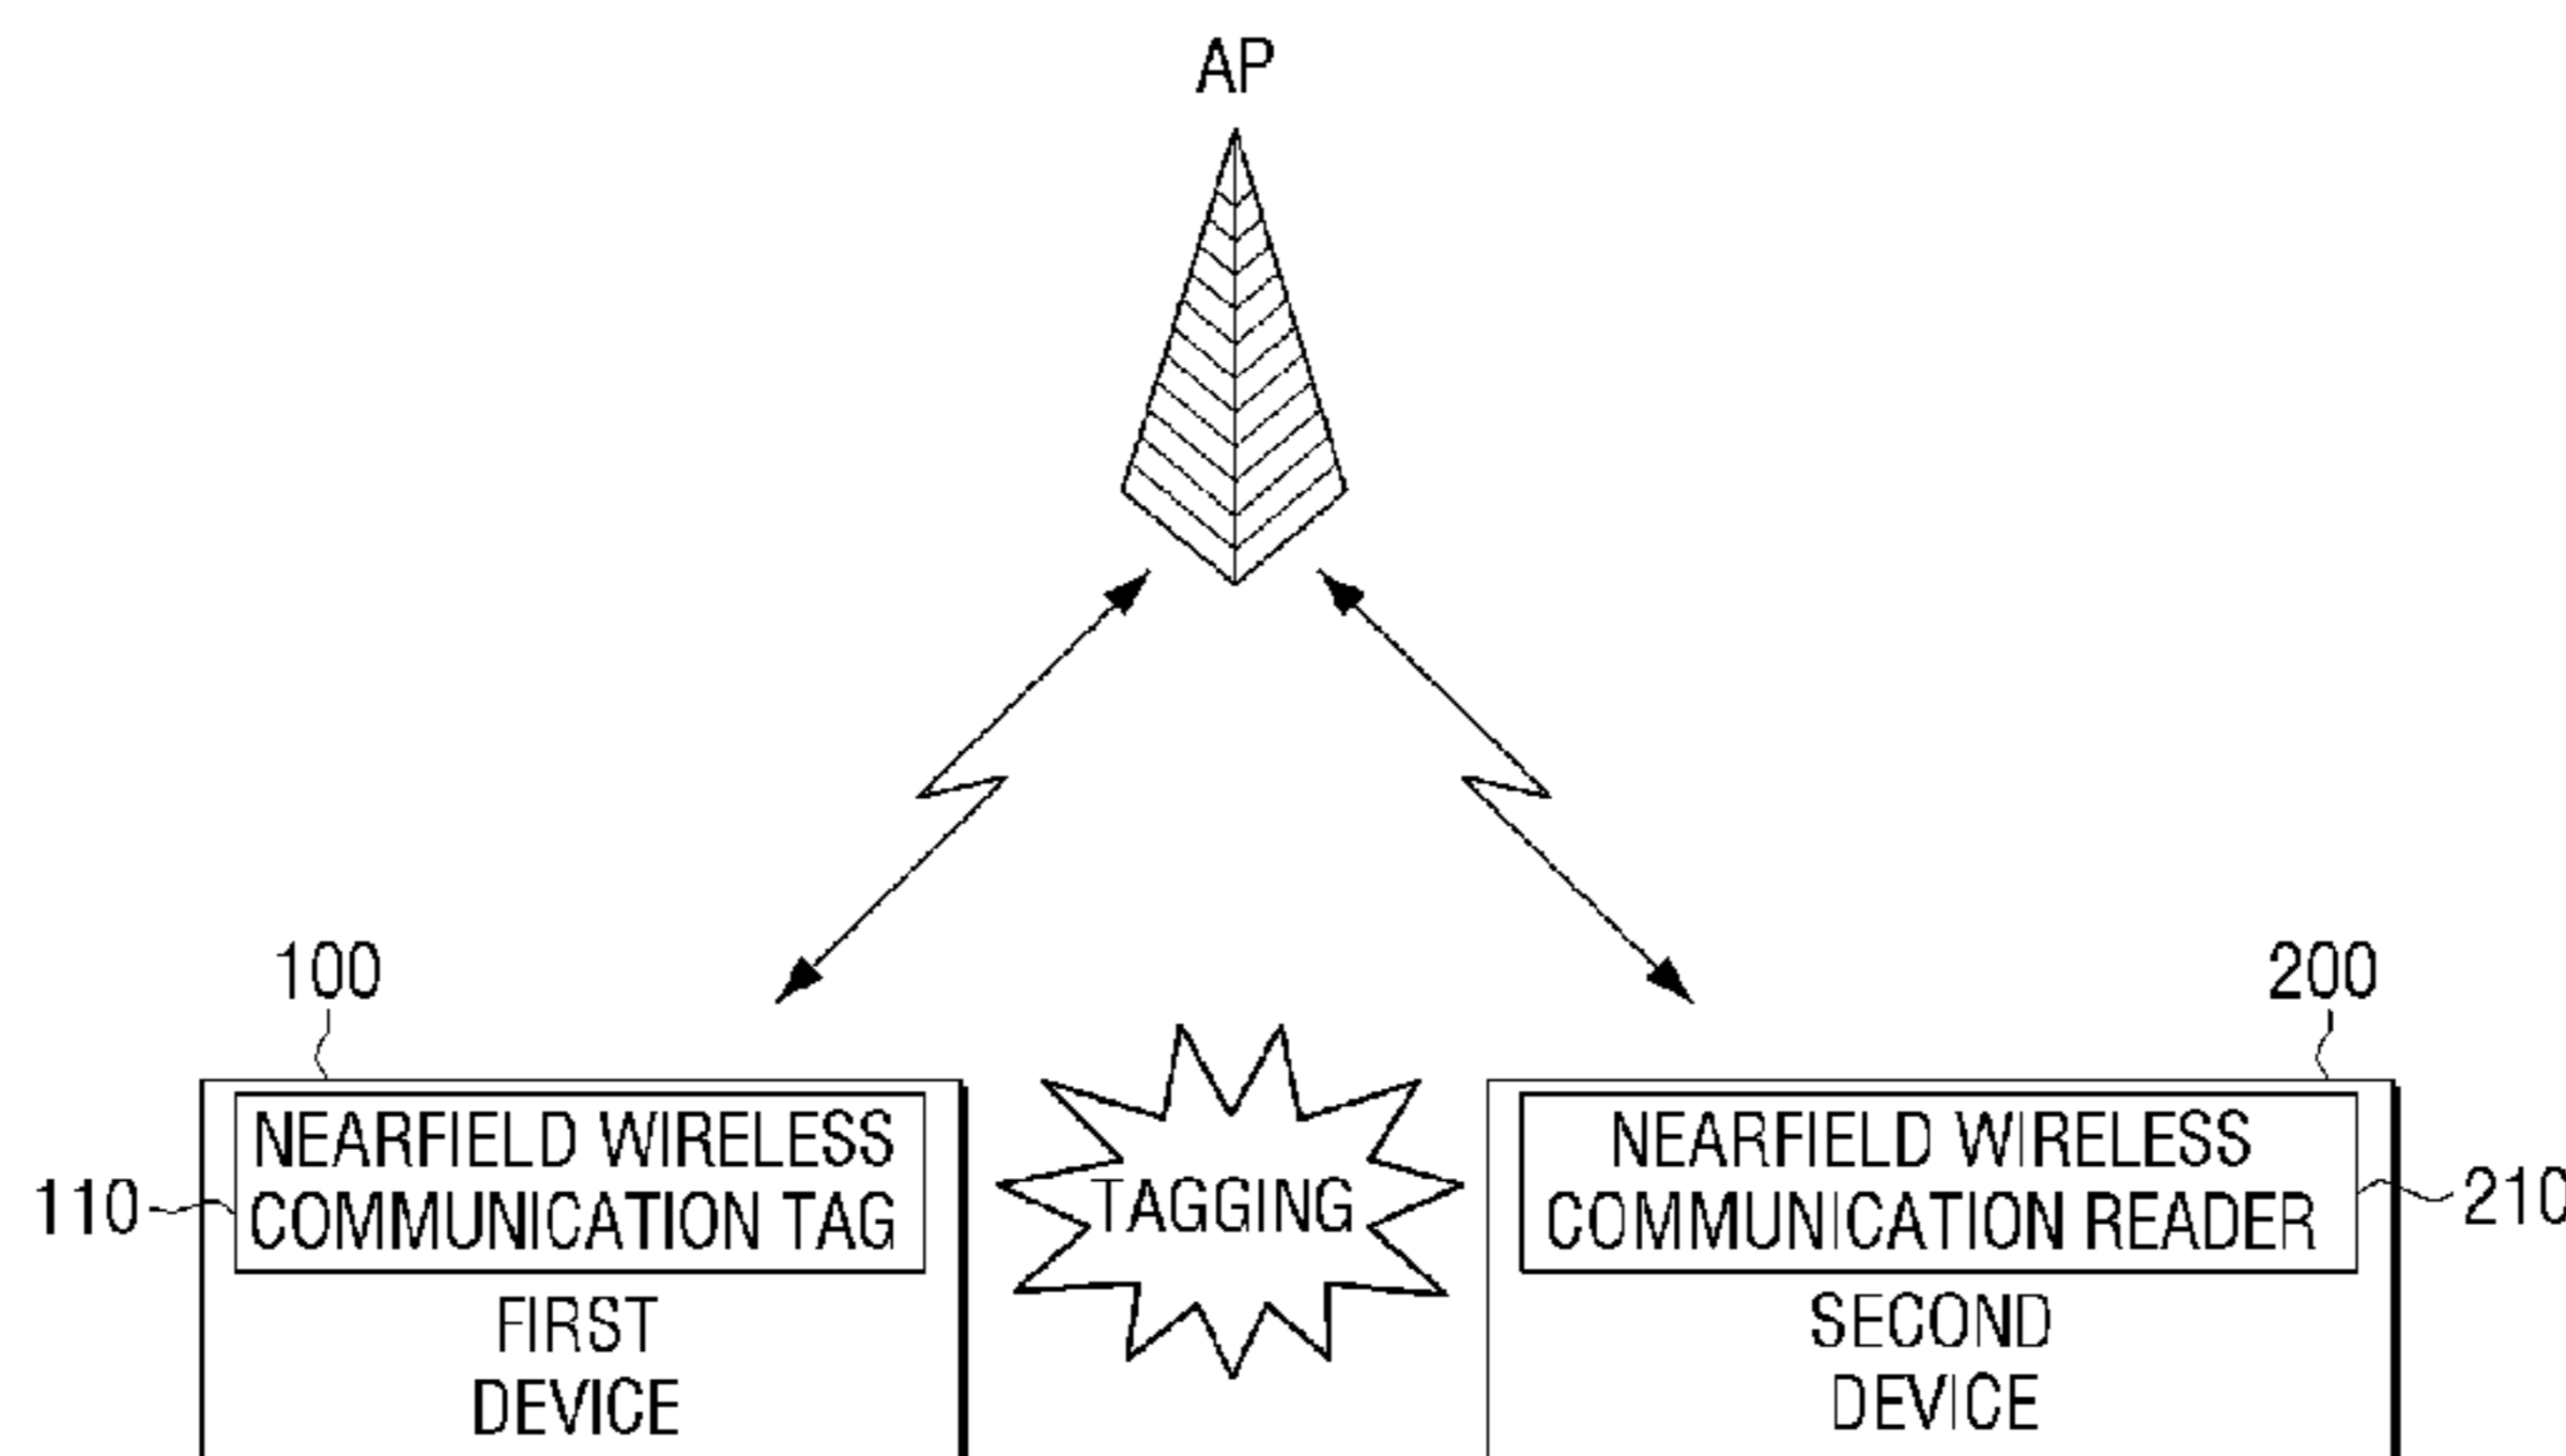 AP
100
200
NEARFIELD WIRELESS
COMMUNICATION TAG
110
FIRST
DEVICE
TAGGING
NEARFIELD WIRELESS
COMMUNICATION READER
210
SECOND
DEVICE